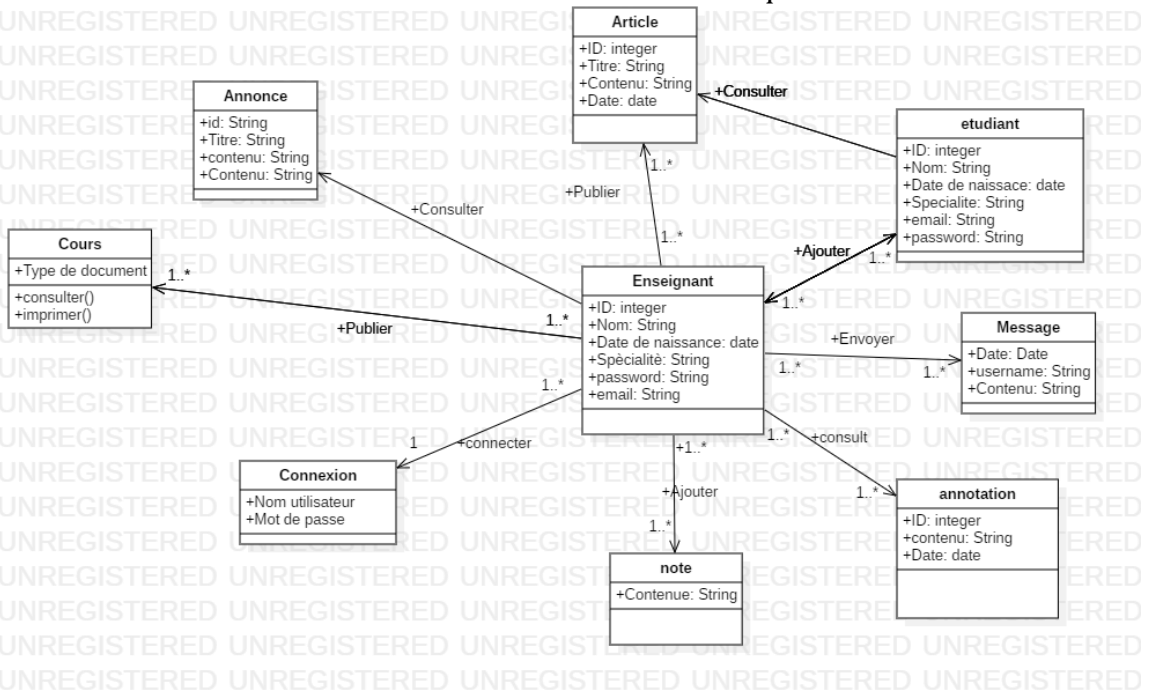 Article
+ID: integer
+Titre: String
+Contenu: String
+Date: date
Annonce
+id: String
+Titre: String
+contenu: String
+Contenu: String
+Consulter
etudiant
+ID: integer
+Nom: String
+Date de naissace: date
+Specialite: String
+email: String
+password: String
1..*
+Publier
1..*
+Consulter
Cours
+Type de document
+consulter()
+imprimer()
1..*
+Publier
1..*
+Ajouter
1..*
1..*
Enseignant
+ID: integer
+Nom: String
+Date de naissance: date
+Spècialitè: String
+password: String
+email: String
Message
+Date: Date
+username: String
+Contenu: String
+Envoyer
1..*
1..*
1..*
1
+connecter
Connexion
+Nom utilisateur
+Mot de passe
+1..*
+Ajouter
1..*
1..*
+consult
1..*
annotation
+ID: integer
+contenu: String
+Date: date
note
+Contenue: String
UNREGISTERED UNREGISTERED UNREGISTERED UNREGISTERED UNREGISTERED